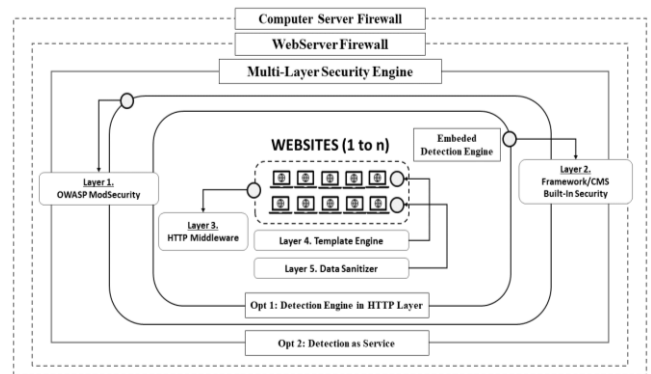 Computer Server Firewall
WebServer Firewall
Multi-Layer Security Engine
WEBSITES (1 to n)
Embeded
Detection Engine
Layer 1.
OWASP ModSecurity
Layer 2.
Framework/CMS
Built-In Security
Layer 3.
HTTP Middleware
Layer 4. Template Engine
Layer 5. Data Sanitizer
Opt 1: Detection Engine in HTTP Layer
Opt 2: Detection as Service